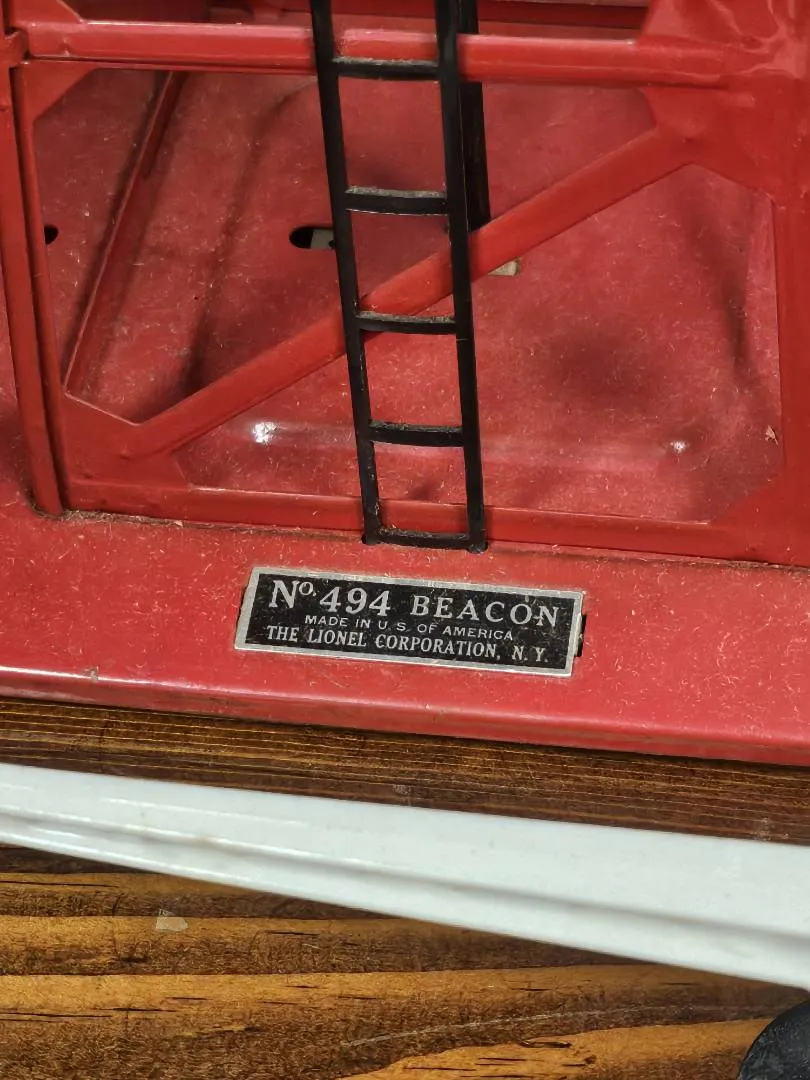 No. 494 BEACON
MADE IN U.S. OF AMERICA
THE LIONEL CORPORATION, N.Y.